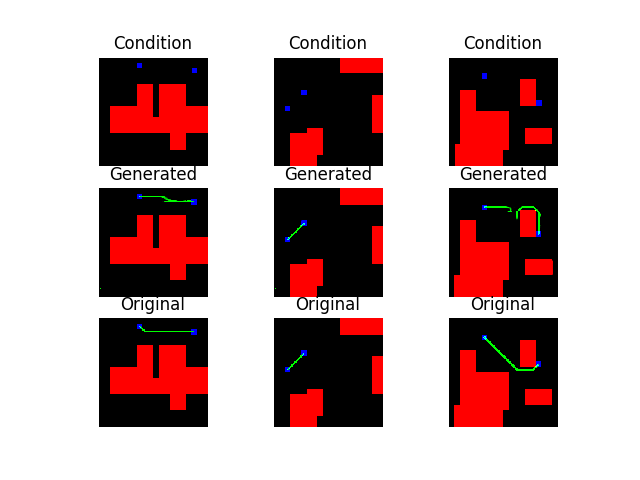 Condition Condition Condition
Generated Generated Generated
Original Original Original